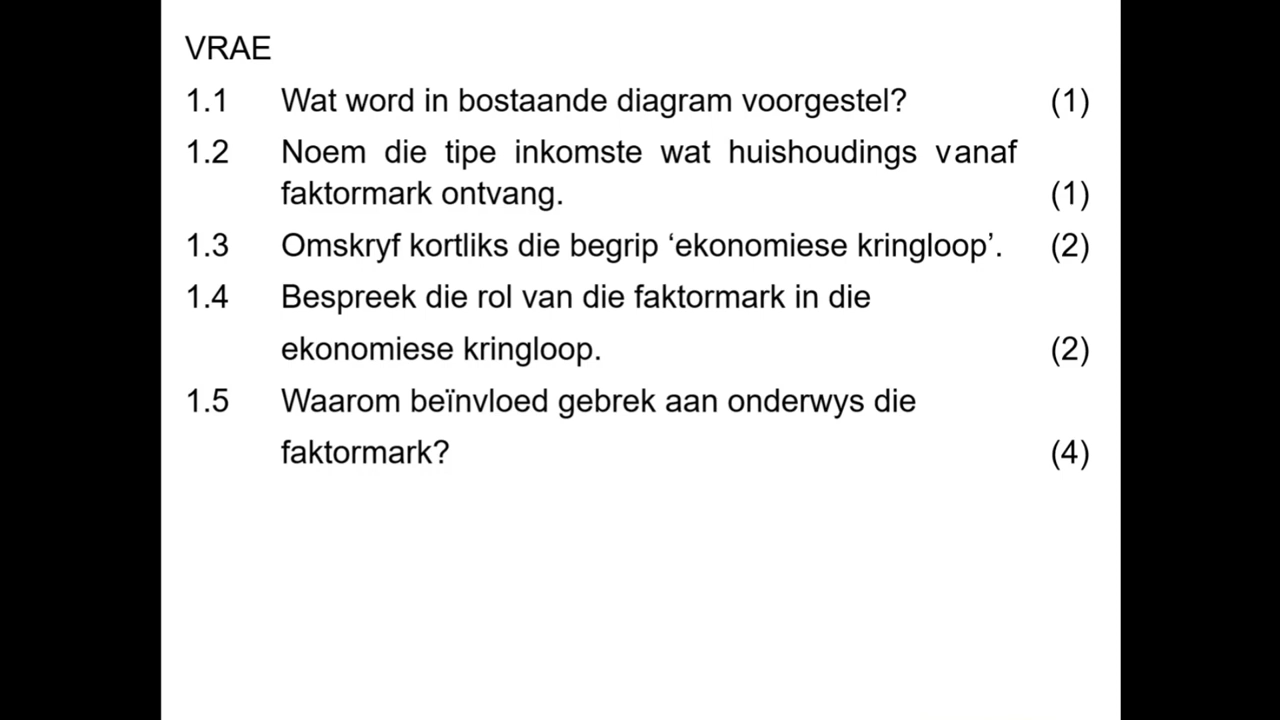 VRAE
1.1 Wat word in bostaande diagram voorgestel? (1)
1.2 Noem die tipe inkomste wat huishoudings vanaf
faktormark ontvang. (1)
1.3 Omskryf kortliks die begrip ‘ekonomiese kringloop’. (2)
1.4 Bespreek die rol van die faktormark in die
ekonomiese kringloop. (2)
1.5 Waarom beïnvloed gebrek aan onderwys die
faktormark? (4)